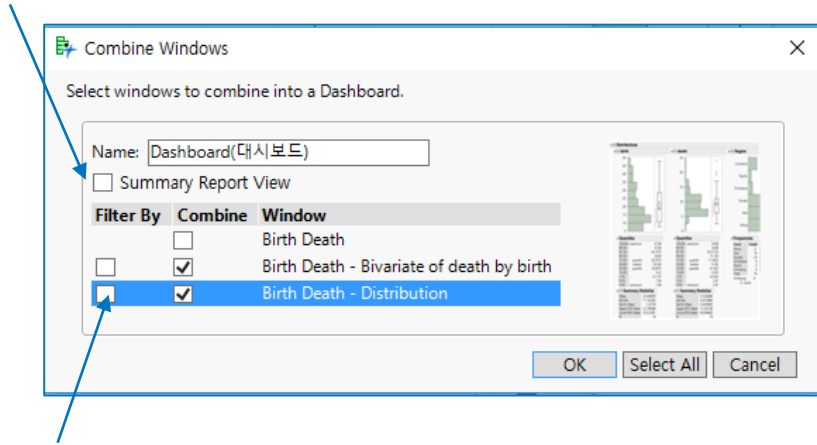 Combine Windows
Select windows to combine into a Dashboard.
Name: Dashboard(대시보드)
Summary Report View
Filter By Combine Window
Birth Death
Birth Death - Bivariate of death by birth
Birth Death - Distribution
OK Select All Cancel